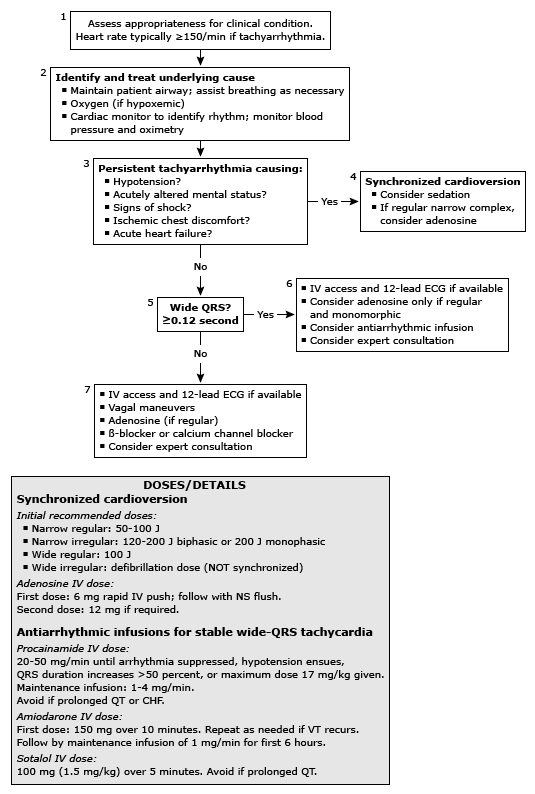 1
Assess appropriateness for clinical condition.
Heart rate typically ≥150/min if tachyarrhythmia.
2
Identify and treat underlying cause
▪ Maintain patient airway; assist breathing as necessary
▪ Oxygen (if hypoxemic)
▪ Cardiac monitor to identify rhythm; monitor blood
pressure and oximetry
3
Persistent tachyarrhythmia causing:
▪ Hypotension?
▪ Acutely altered mental status?
▪ Signs of shock?
▪ Ischemic chest discomfort?
▪ Acute heart failure?
Yes
4
Synchronized cardioversion
▪ Consider sedation
▪ If regular narrow complex,
consider adenosine
No
5
Wide QRS?
≥0.12 second
Yes
6
▪ IV access and 12-lead ECG if available
▪ Consider adenosine only if regular
and monomorphic
▪ Consider antiarrhythmic infusion
▪ Consider expert consultation
No
7
▪ IV access and 12-lead ECG if available
▪ Vagal maneuvers
▪ Adenosine (if regular)
▪ ß-blocker or calcium channel blocker
▪ Consider expert consultation
DOSES/DETAILS
Synchronized cardioversion
Initial recommended doses:
▪ Narrow regular: 50-100 J
▪ Narrow irregular: 120-200 J biphasic or 200 J monophasic
▪ Wide regular: 100 J
▪ Wide irregular: defibrillation dose (NOT synchronized)
Adenosine IV dose:
First dose: 6 mg rapid IV push; follow with NS flush.
Second dose: 12 mg if required.
Antiarrhythmic infusions for stable wide-QRS tachycardia
Procainamide IV dose:
20-50 mg/min until arrhythmia suppressed, hypotension ensues,
QRS duration increases >50 percent, or maximum dose 17 mg/kg given.
Maintenance infusion: 1-4 mg/min.
Avoid if prolonged QT or CHF.
Amiodarone IV dose:
First dose: 150 mg over 10 minutes. Repeat as needed if VT recurs.
Follow by maintenance infusion of 1 mg/min for first 6 hours.
Sotalol IV dose:
100 mg (1.5 mg/kg) over 5 minutes. Avoid if prolonged QT.